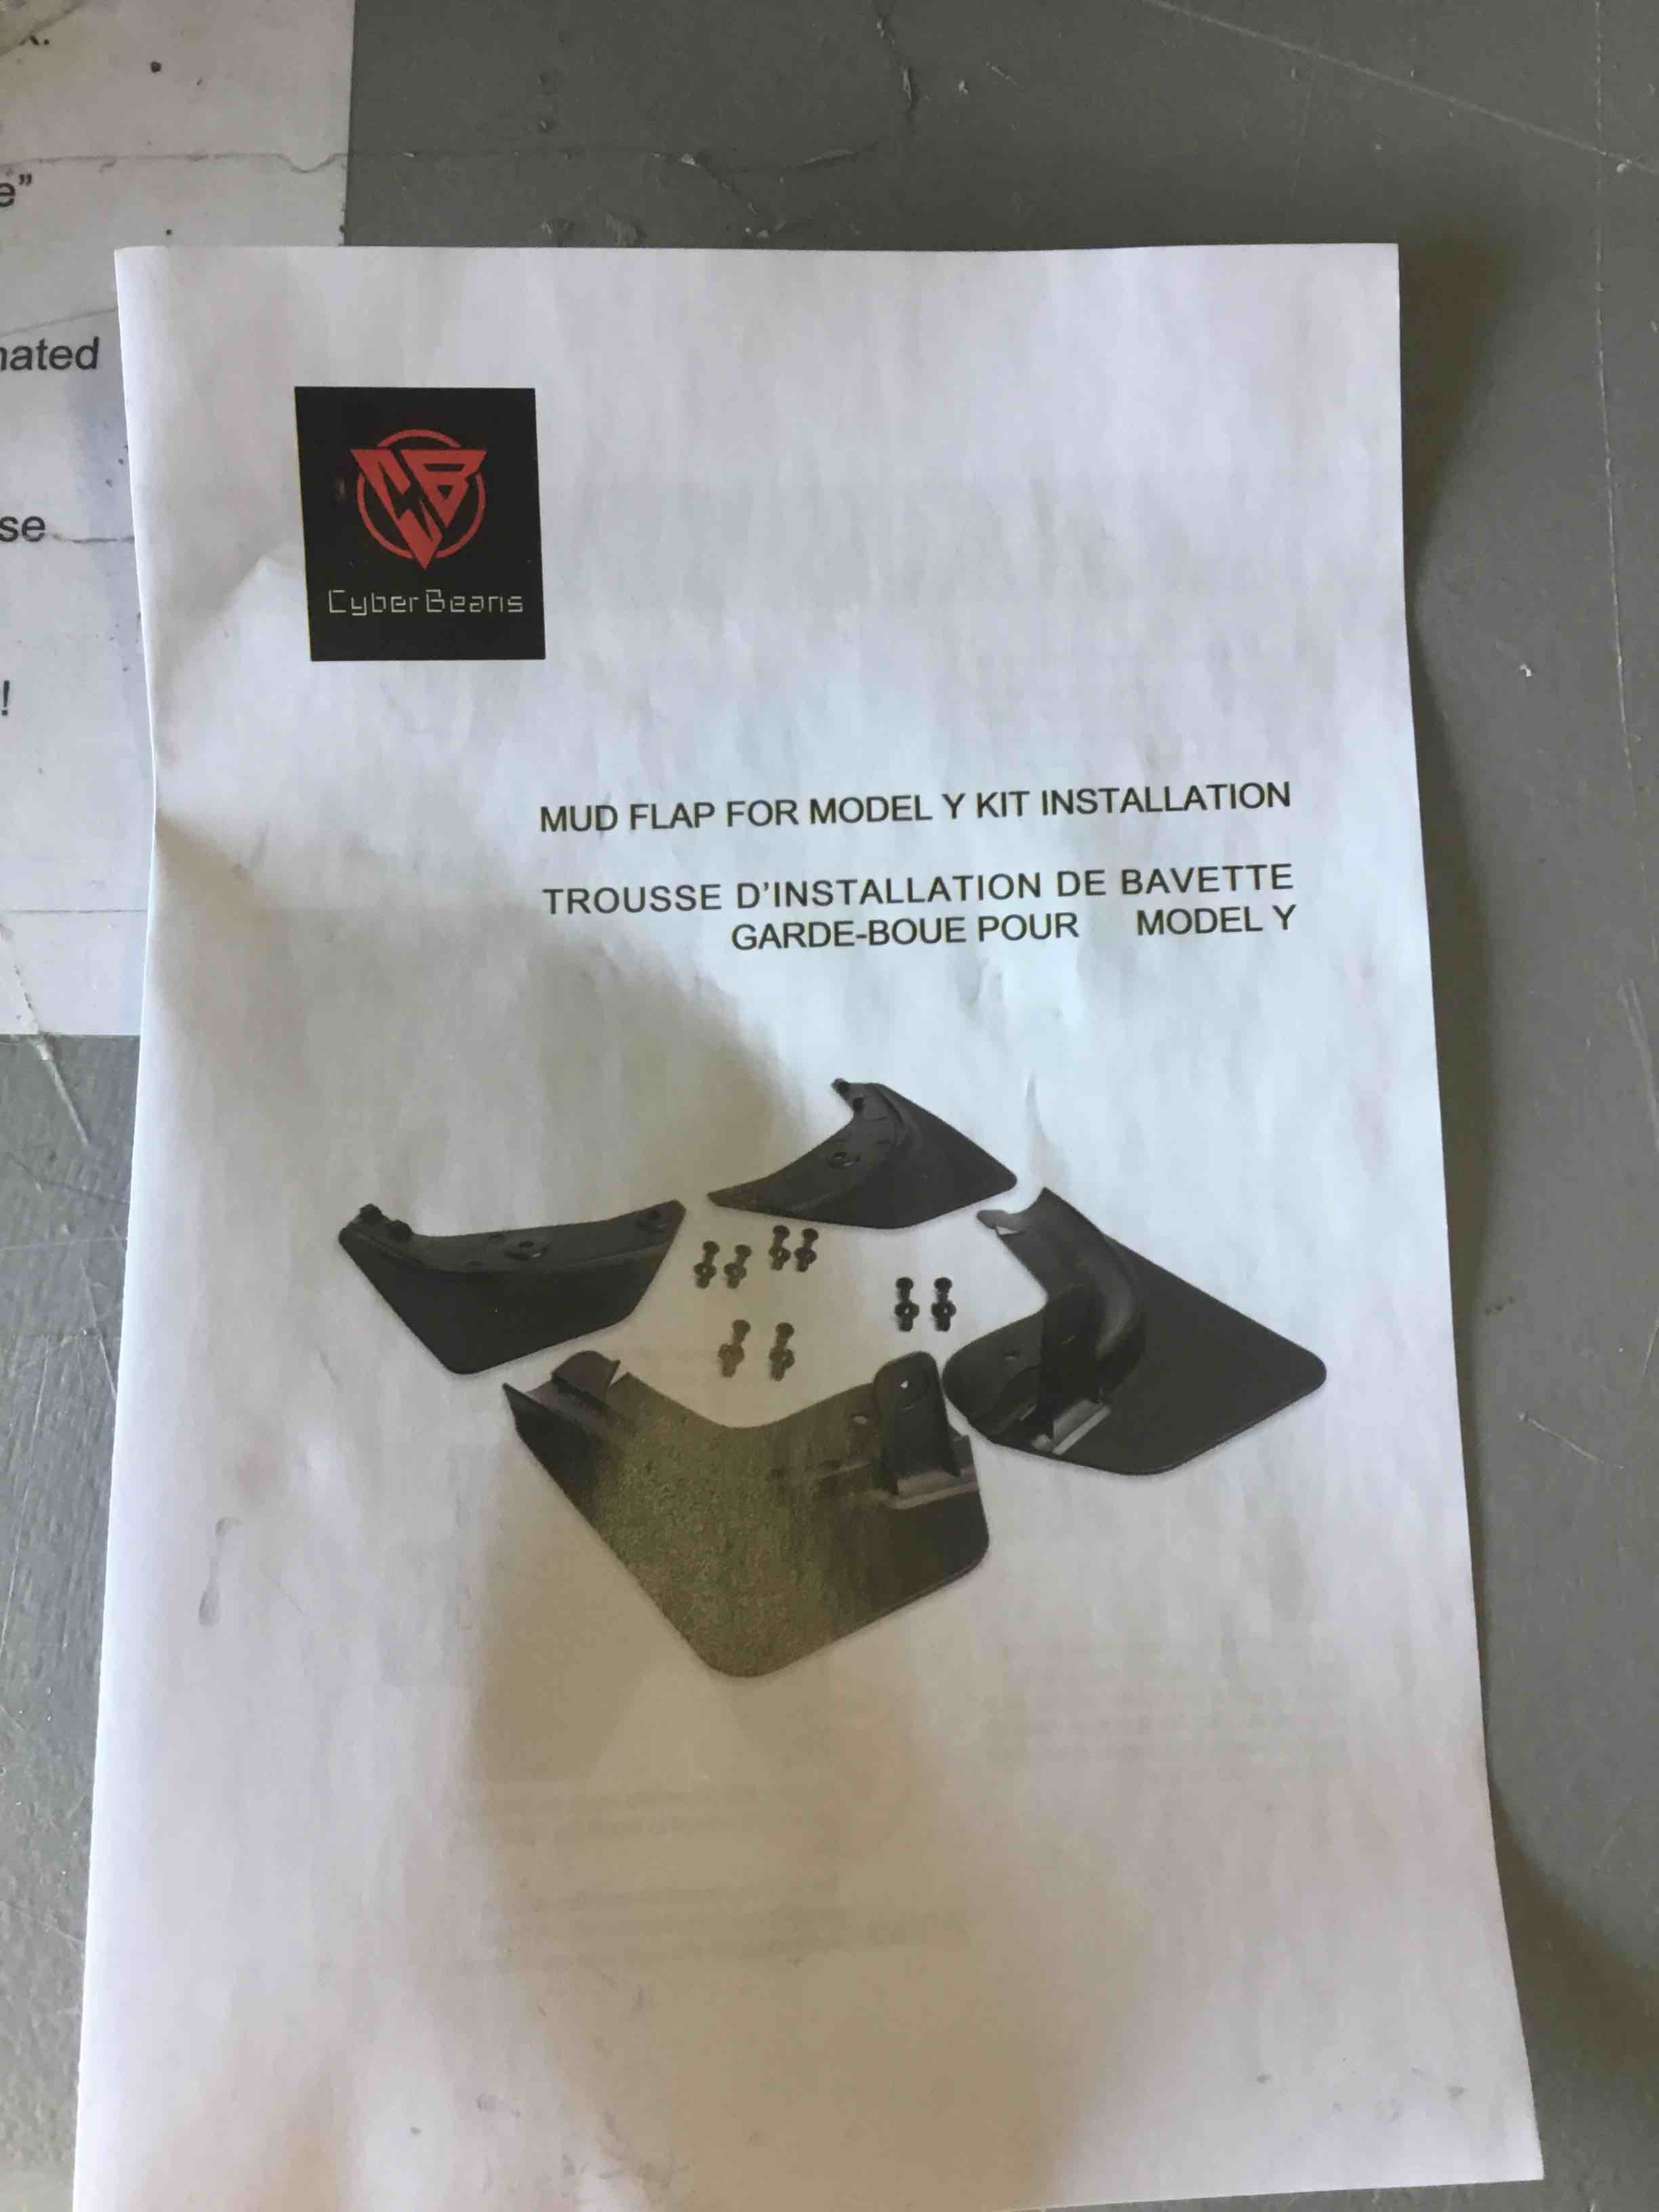 e”
nated
se
!
CyberBeans
MUD FLAP FOR MODEL Y KIT INSTALLATION
TROUSSE D'INSTALLATION DE BAVETTE
GARDE-BOUE POUR MODEL Y